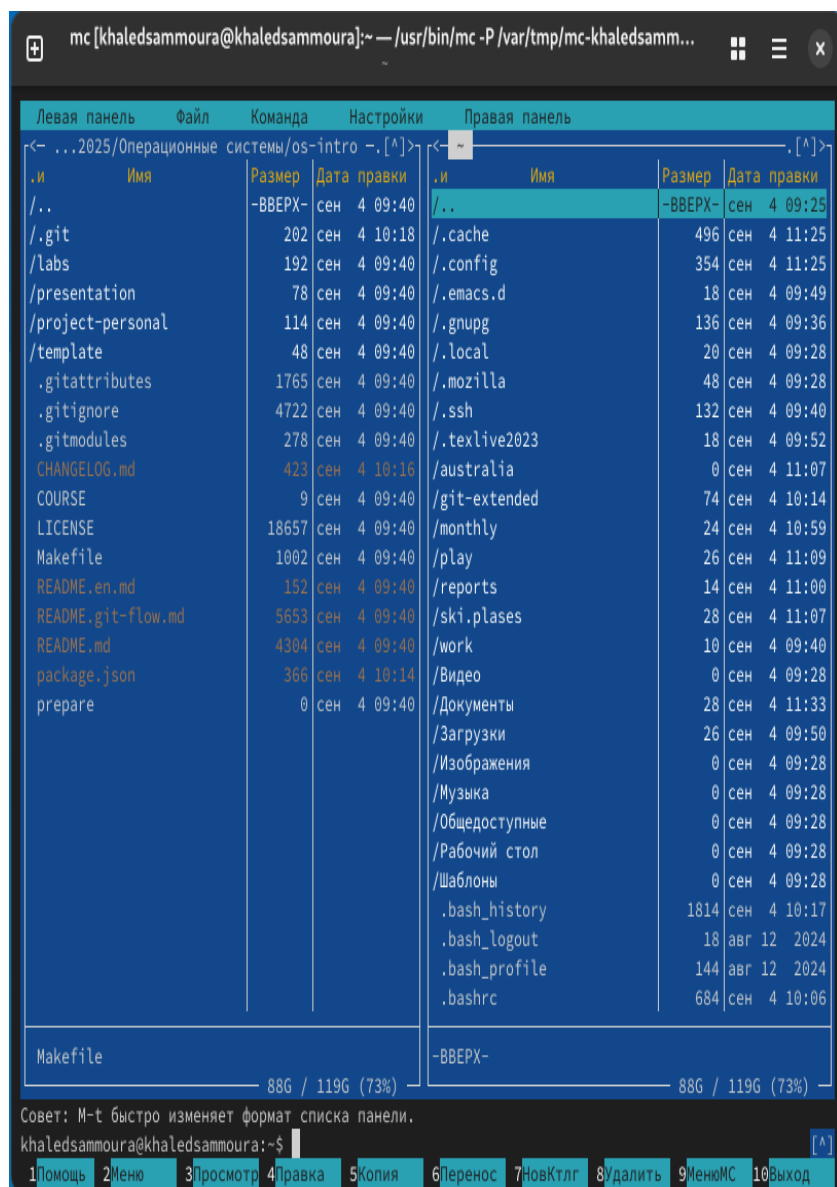 mc [khaledsammoura@khaledsammoura]:~ — /usr/bin/mc -P /var/tmp/mc-khaledsamm...
~
Левая панель Файл Команда Настройки Правая панель
<— ...2025/Операционные системы/os-intro —.[^]>
.и Имя Размер Дата правки
/.. -ВВЕРХ- сен 4 09:40
/.git 202 сен 4 10:18
/labs 192 сен 4 09:40
/presentation 78 сен 4 09:40
/project-personal 114 сен 4 09:40
/template 48 сен 4 09:40
.gitattributes 1765 сен 4 09:40
.gitignore 4722 сен 4 09:40
.gitmodules 278 сен 4 09:40
CHANGELOG.md 423 сен 4 10:16
COURSE 9 сен 4 09:40
LICENSE 18657 сен 4 09:40
Makefile 1002 сен 4 09:40
README.en.md 152 сен 4 09:40
README.git-flow.md 5653 сен 4 09:40
README.md 4304 сен 4 09:40
package.json 366 сен 4 10:14
prepare 0 сен 4 09:40
Makefile
88G / 119G (73%)
<— ~ .[^]>
.и Имя Размер Дата правки
/.. -ВВЕРХ- сен 4 09:25
/.cache 496 сен 4 11:25
/.config 354 сен 4 11:25
/.emacs.d 18 сен 4 09:49
/.gnupg 136 сен 4 09:36
/.local 20 сен 4 09:28
/.mozilla 48 сен 4 09:28
/.ssh 132 сен 4 09:40
/.texlive2023 18 сен 4 09:52
/australia 0 сен 4 11:07
/git-extended 74 сен 4 10:14
/monthly 24 сен 4 10:59
/play 26 сен 4 11:09
/reports 14 сен 4 11:00
/ski.plases 28 сен 4 11:07
/work 10 сен 4 09:40
/Видео 0 сен 4 09:28
/Документы 28 сен 4 11:33
/Загрузки 26 сен 4 09:50
/Изображения 0 сен 4 09:28
/Музыка 0 сен 4 09:28
/Общедоступные 0 сен 4 09:28
/Рабочий стол 0 сен 4 09:28
/Шаблоны 0 сен 4 09:28
.bash_history 1814 сен 4 10:17
.bash_logout 18 авг 12 2024
.bash_profile 144 авг 12 2024
.bashrc 684 сен 4 10:06
-ВВЕРХ-
88G / 119G (73%)
Совет: M-t быстро изменяет формат списка панели.
khaledsammoura@khaledsammoura:~$ [^]
1Помощь 2Меню 3Просмотр 4Правка 5Копия 6Перенос 7НовКтлг 8Удалить 9МенюMC 10Выход